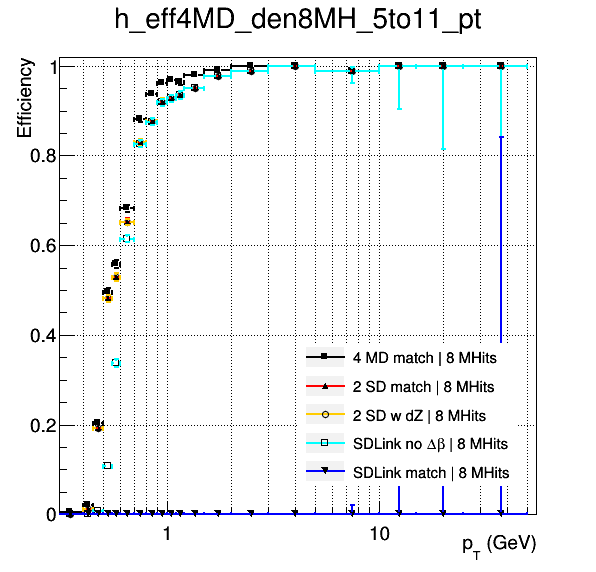 h_eff4MD_den8MH_5to11_pt
Efficiency
1
0.8
0.6
0.4
0.2
0
4 MD match | 8 MHits
2 SD match | 8 MHits
2 SD w dZ | 8 MHits
SDLink no Δβ | 8 MHits
SDLink match | 8 MHits
1 10
p_T (GeV)